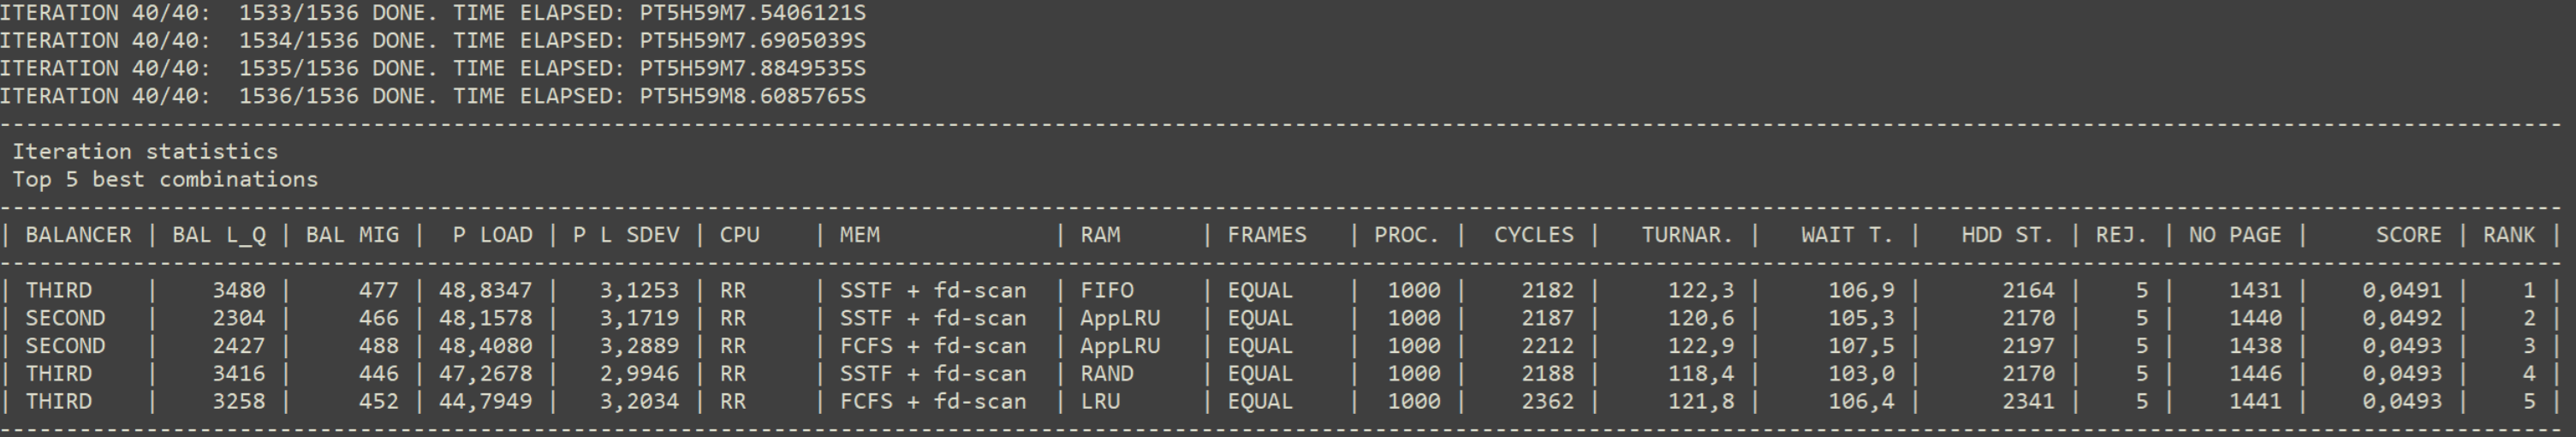 ITERATION 40/40:  1533/1536 DONE. TIME ELAPSED: PT5H59M7.5406121S
ITERATION 40/40:  1534/1536 DONE. TIME ELAPSED: PT5H59M7.6905039S
ITERATION 40/40:  1535/1536 DONE. TIME ELAPSED: PT5H59M7.8849535S
ITERATION 40/40:  1536/1536 DONE. TIME ELAPSED: PT5H59M8.6085765S
Iteration statistics
Top 5 best combinations
| BALANCER | BAL L_Q | BAL MIG | P LOAD | P L SDEV | CPU | MEM | RAM | FRAMES | PROC. | CYCLES | TURNAR. | WAIT T. | HDD ST. | REJ. | NO PAGE | SCORE | RANK |
| THIRD | 3480 | 477 | 48,8347 | 3,1253 | RR | SSTF + fd-scan | FIFO | EQUAL | 1000 | 2182 | 122,3 | 106,9 | 2164 | 5 | 1431 | 0,0491 | 1 |
| SECOND | 2304 | 466 | 48,1578 | 3,1719 | RR | SSTF + fd-scan | AppLRU | EQUAL | 1000 | 2187 | 120,6 | 105,3 | 2170 | 5 | 1440 | 0,0492 | 2 |
| SECOND | 2427 | 488 | 48,4080 | 3,2889 | RR | FCFS + fd-scan | AppLRU | EQUAL | 1000 | 2212 | 122,9 | 107,5 | 2197 | 5 | 1438 | 0,0493 | 3 |
| THIRD | 3416 | 446 | 47,2678 | 2,9946 | RR | SSTF + fd-scan | RAND | EQUAL | 1000 | 2188 | 118,4 | 103,0 | 2170 | 5 | 1446 | 0,0493 | 4 |
| THIRD | 3258 | 452 | 44,7949 | 3,2034 | RR | FCFS + fd-scan | LRU | EQUAL | 1000 | 2362 | 121,8 | 106,4 | 2341 | 5 | 1441 | 0,0493 | 5 |